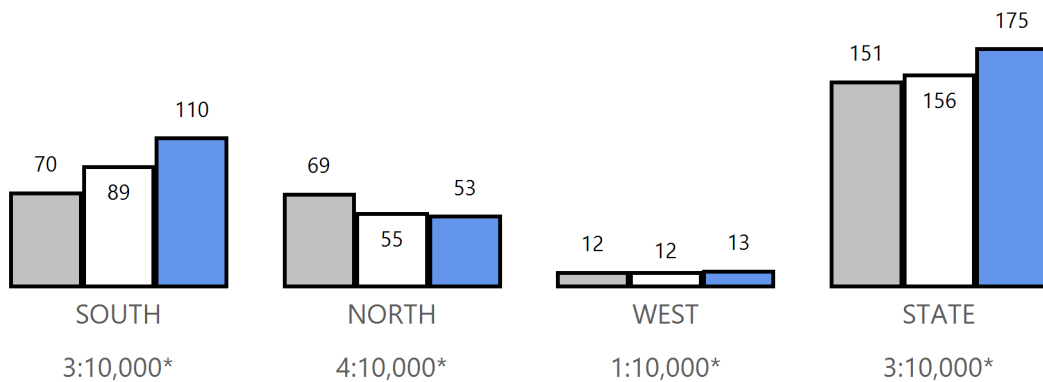 70 89 110
69 55 53
12 12 13
151 156 175
SOUTH NORTH WEST STATE
3:10,000* 4:10,000* 1:10,000* 3:10,000*